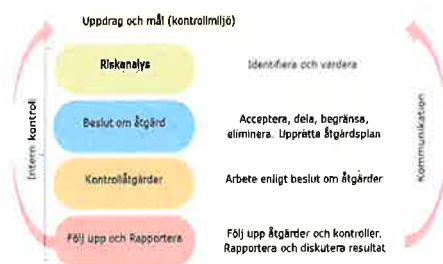 Uppdrag och mål (kontrollmiljö)
Riskanalys
Identifiera och värdera
Beslut om åtgärd
Acceptera, dela, begränsa,
eliminera. Upprätta åtgärdsplan
Kontrollåtgärder
Arbete enligt beslut om åtgärder
Följ upp och Rapportera
Följ upp åtgärder och kontroller.
Rapportera och diskutera resultat
Intern kontroll
Kommunikation